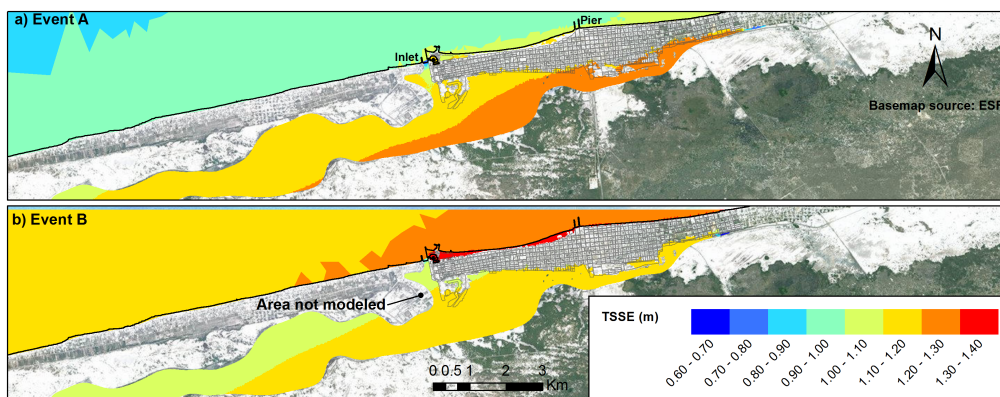 a) Event A
Pier
Inlet
N
Basemap source: ESR
b) Event B
Area not modeled
0 0.5 1 2 3
Km
TSSE (m)
0.60 - 0.70
0.70 - 0.80
0.80 - 0.90
0.90 - 1.00
1.00 - 1.10
1.10 - 1.20
1.20 - 1.30
1.30 - 1.40